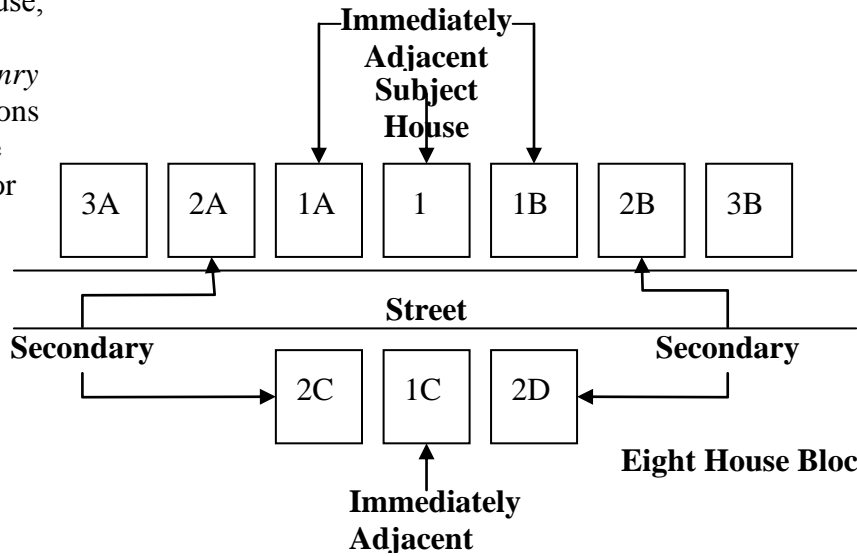 use,
nry
ons
or
Immediately
Adjacent
Subject
House
3A 2A 1A 1 1B 2B 3B
Street
Secondary Secondary
2C 1C 2D
Eight House Bloc
Immediately
Adjacent